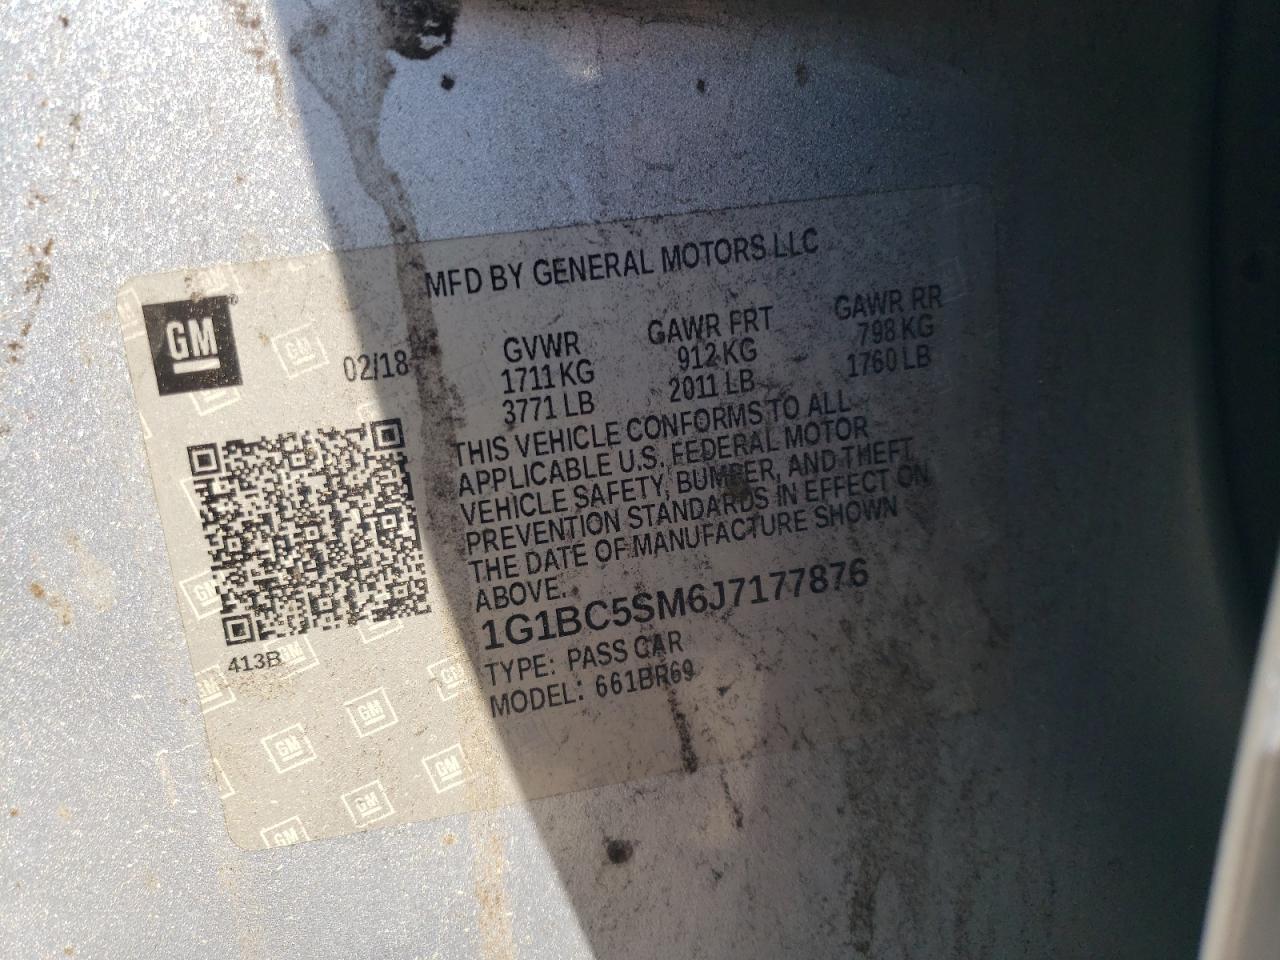 MFD BY GENERAL MOTORS LLC
GM
02/18
GVWR GAWR FRT GAWR RR
1711 KG 912 KG 798 KG
3771 LB 2011 LB 1760 LB
THIS VEHICLE CONFORMS TO ALL
APPLICABLE U.S. FEDERAL MOTOR
VEHICLE SAFETY, BUMPER, AND THEFT
PREVENTION STANDARDS IN EFFECT ON
THE DATE OF MANUFACTURE SHOWN
ABOVE.
1G1BC5SM6J7177876
TYPE: PASS CAR
MODEL: 661BR69
413B